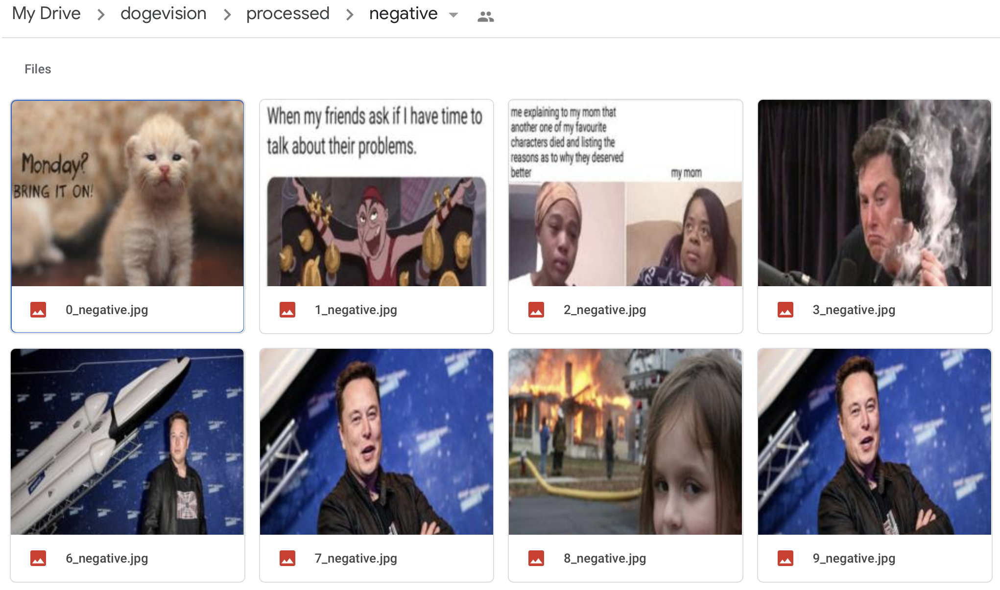 My Drive > dogevision > processed > negative
Files
Monday?
BRING IT ON!
0_negative.jpg
When my friends ask if I have time to
talk about their problems.
1_negative.jpg
me explaining to my mom that
another one of my favourite
characters died and listing the
reasons as to why they deserved
better
my mom
2_negative.jpg
3_negative.jpg
6_negative.jpg
7_negative.jpg
8_negative.jpg
9_negative.jpg